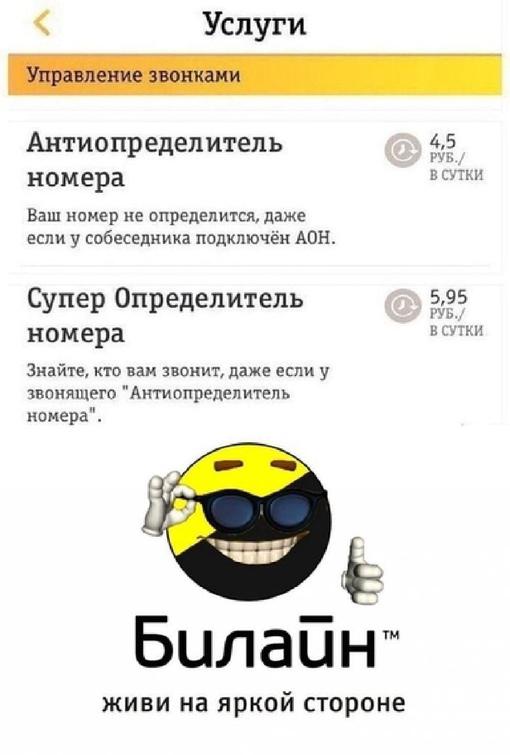 Услуги
Управление звонками
Антиопределитель
номера
4,5
РУБ./
В СУТКИ
Ваш номер не определится, даже
если у собеседника подключён АОН.
Супер Определитель
номера
5,95
РУБ./
В СУТКИ
Знайте, кто вам звонит, даже если у
звонящего "Антиопределитель
номера".
Билайн™
живи на яркой стороне